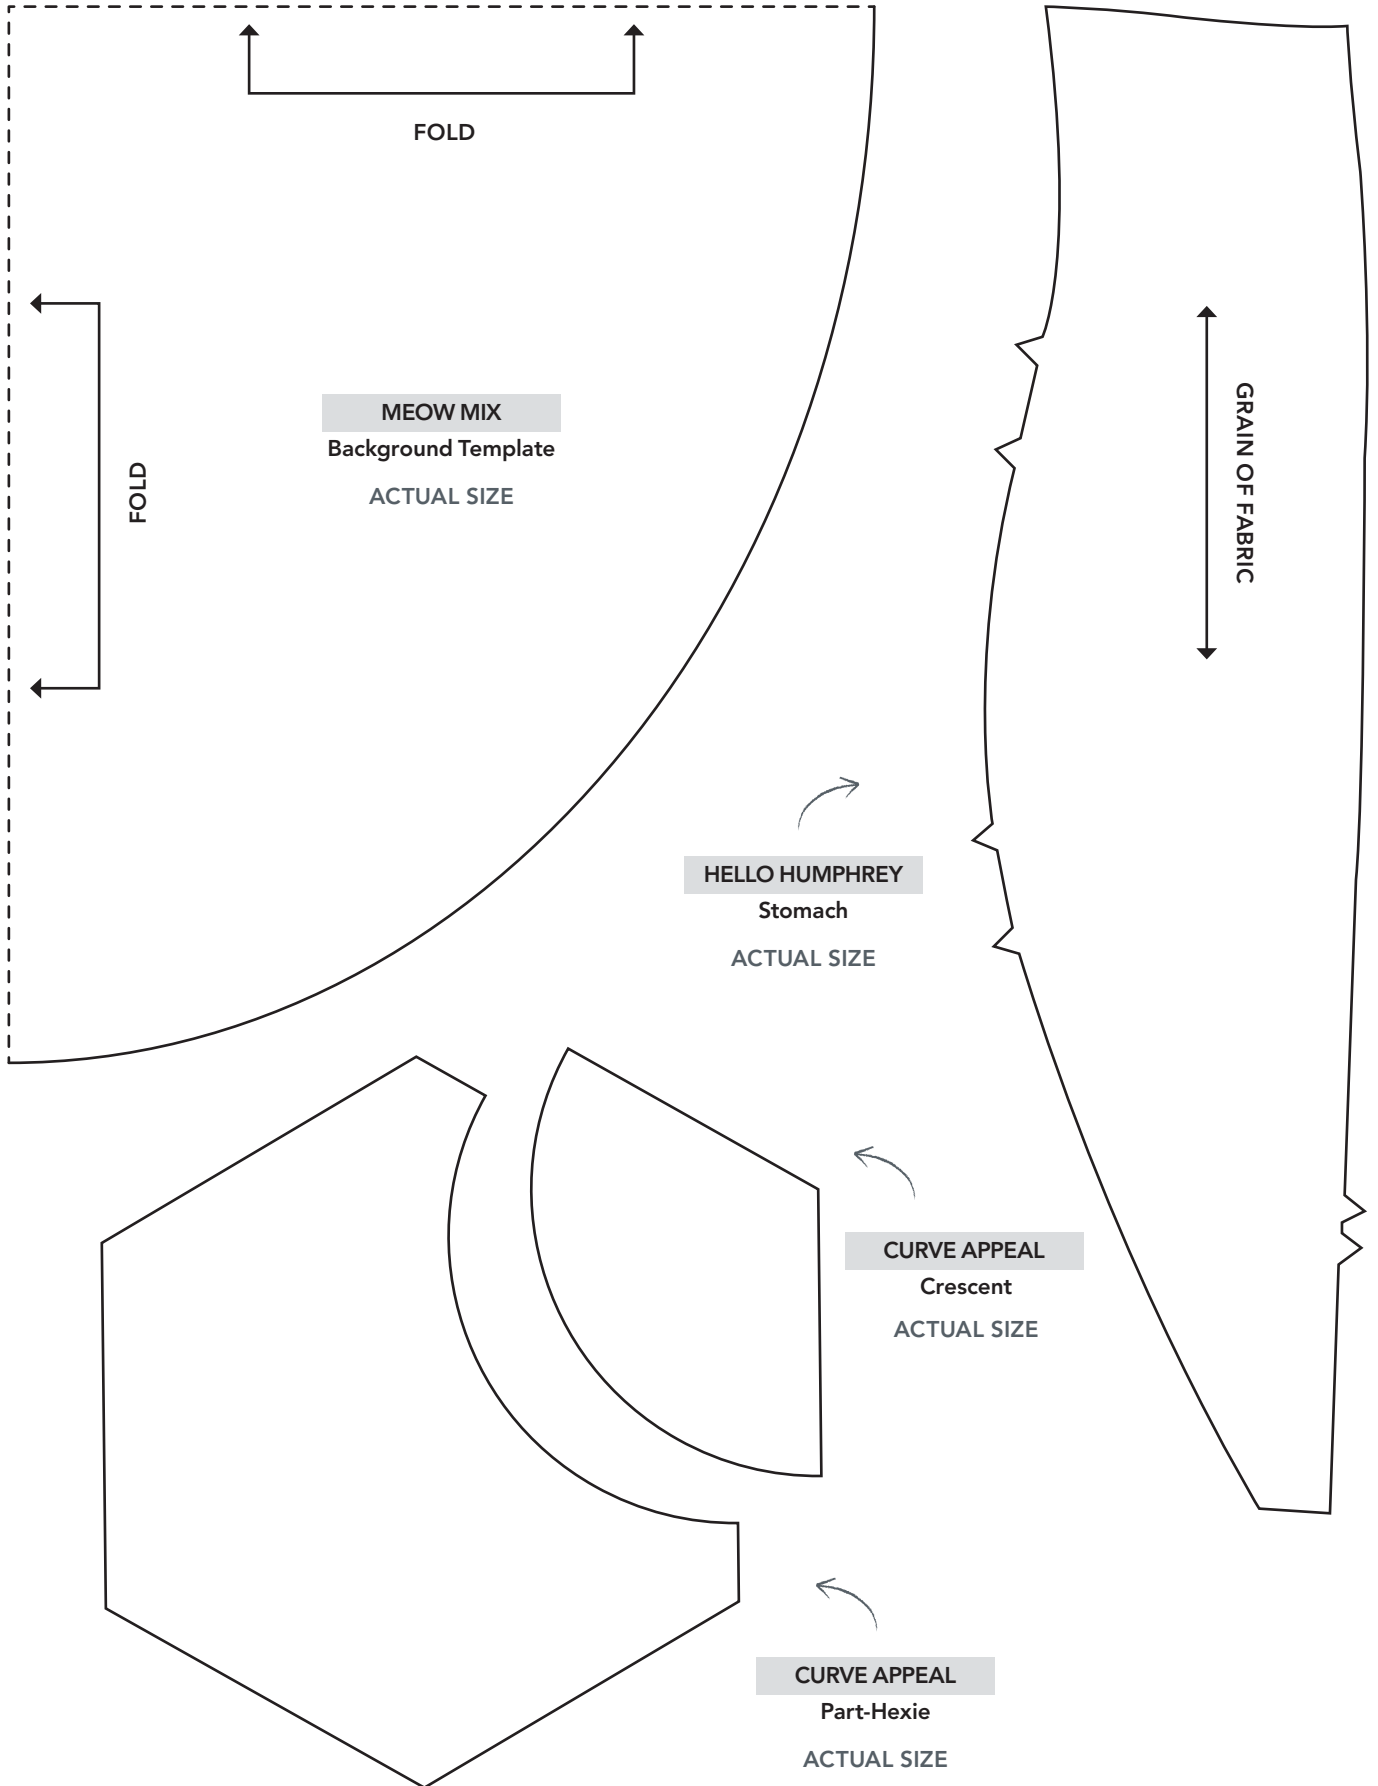 FOLD
MEOW MIX
Background Template
ACTUAL SIZE
FOLD
GRAIN OF FABRIC
HELLO HUMPHREY
Stomach
ACTUAL SIZE
CURVE APPEAL
Crescent
ACTUAL SIZE
CURVE APPEAL
Part-Hexie
ACTUAL SIZE